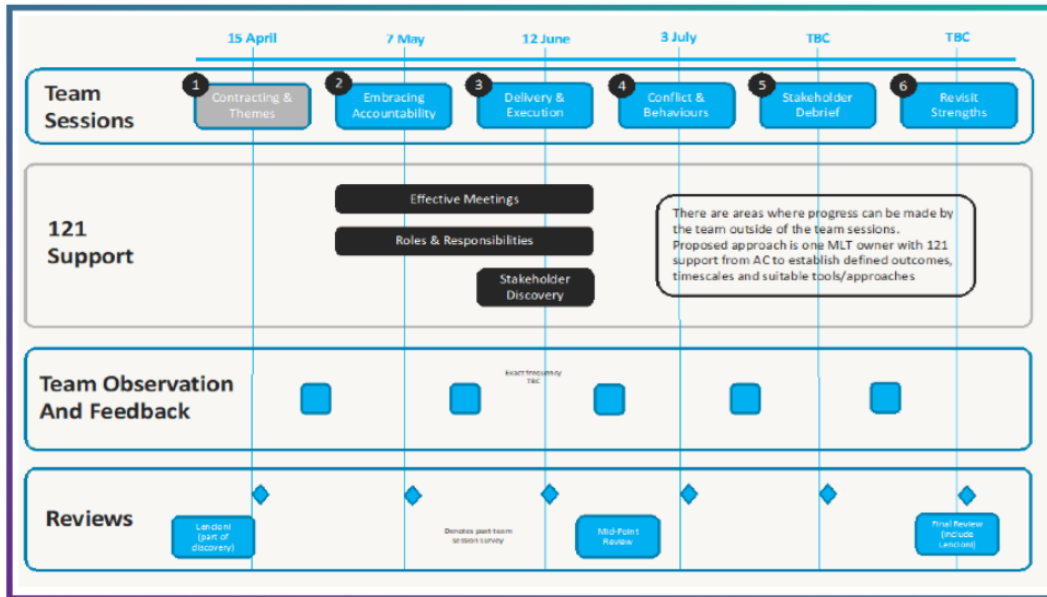 15 April
7 May
12 June
3 July
TBC
TBC
Team
Sessions
1
Contracting &
Themes
2
Embracing
Accountability
3
Delivery &
Execution
4
Conflict &
Behaviours
5
Stakeholder
Debrief
6
Revisit
Strengths
121
Support
Effective Meetings
Roles & Responsibilities
Stakeholder
Discovery
There are areas where progress can be made by
the team outside of the team sessions.
Proposed approach is one MLT owner with 121
support from AC to establish defined outcomes,
timescales and suitable tools/approaches
Team Observation
And Feedback
Exact frequency
TBC
Reviews
Lencioni
(part of
discovery)
Denotes post team
session survey
Mid-Point
Review
Final Review
(include
Lencioni)